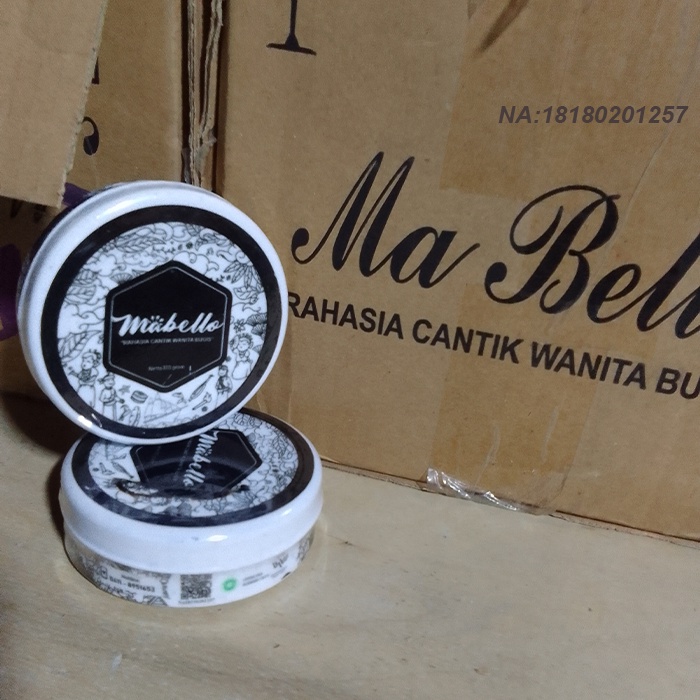 NA:18180201257
Ma Bell
RAHASIA CANTIK WANITA BU
Mabello
"RAHASIA CANTIK WANITA BUGIS"
Mabello